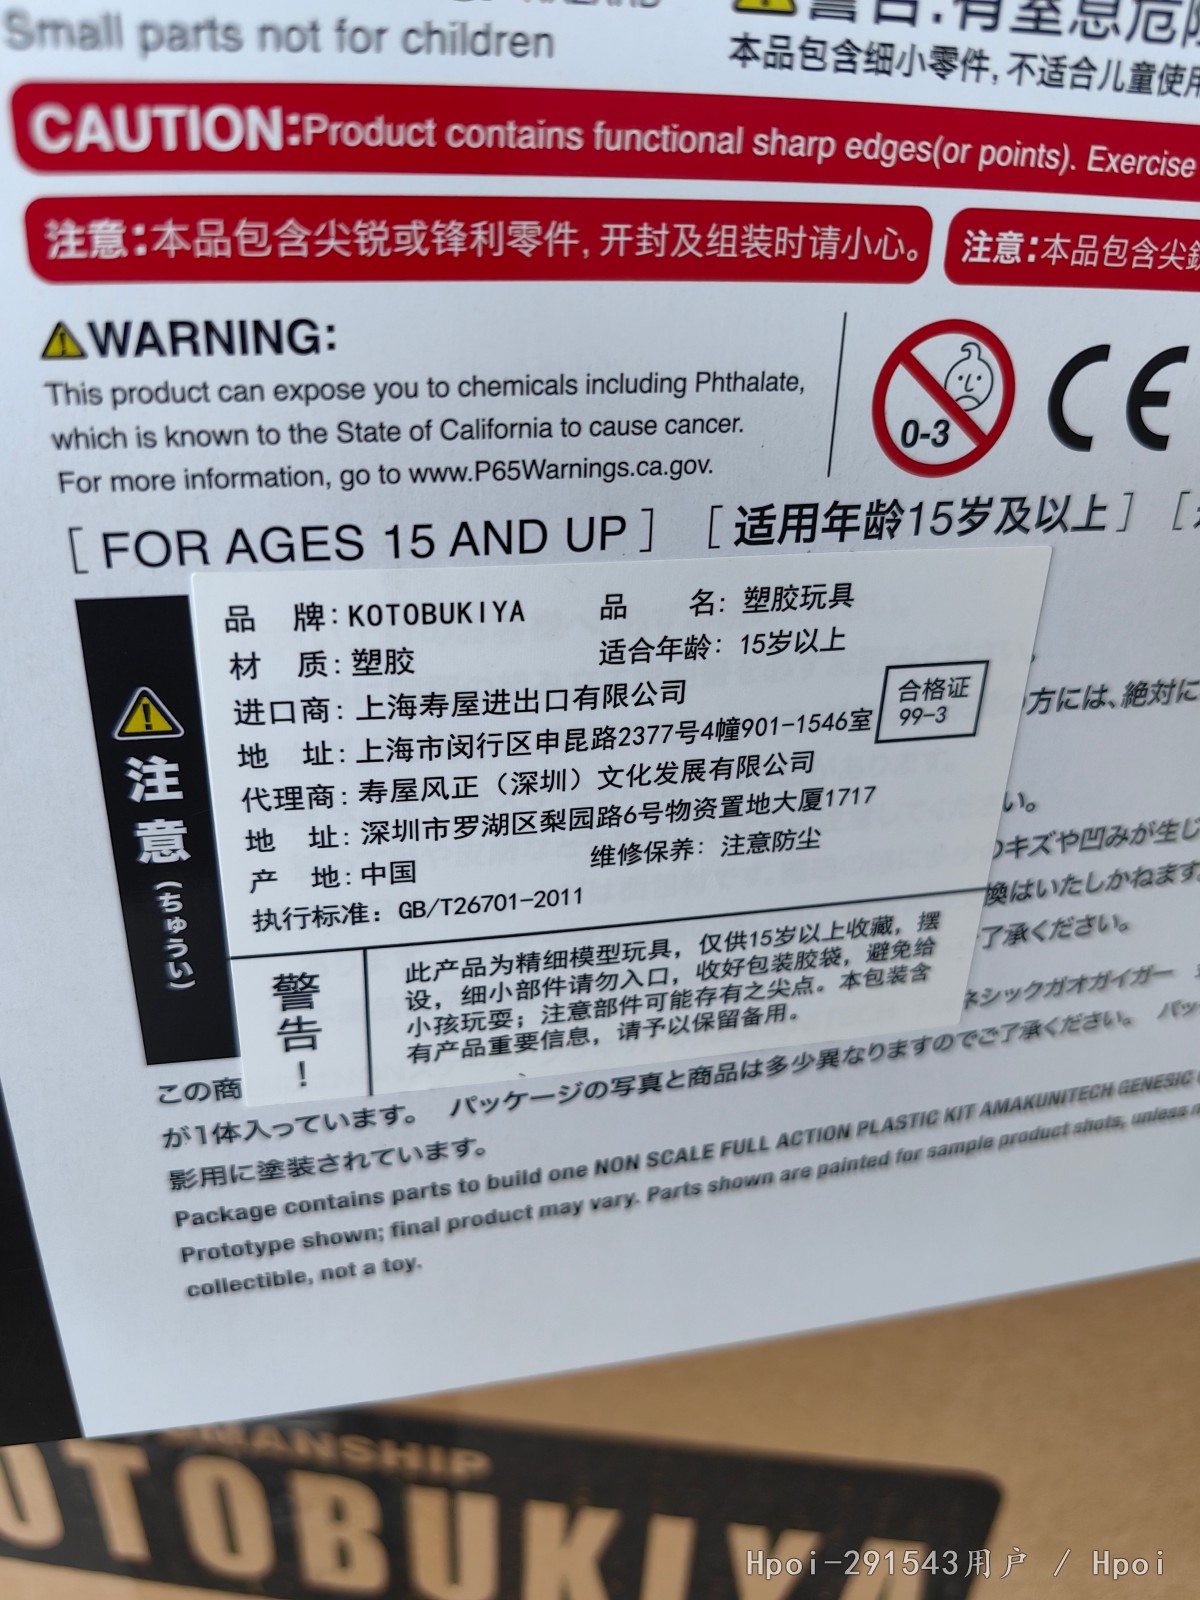 Small parts not for children
本品包含细小零件,不适合儿童使用
CAUTION:Product contains functional sharp edges(or points). Exercise
注意:本品包含尖锐或锋利零件,开封及组装时请小心。
注意:本品包含尖
WARNING:
This product can expose you to chemicals including Phthalate,
which is known to the State of California to cause cancer.
For more information, go to www.P65Warnings.ca.gov.
0-3
CE
[FOR AGES 15 AND UP]
[适用年龄15岁及以上]
注意(ちゅうい)
品 牌:KOTOBUKIYA 品 名:塑胶玩具
材 质:塑胶 适合年龄:15岁以上
进口商:上海寿屋进出口有限公司
地 址:上海市闵行区申昆路2377号4幢901-1546室
合格证
99-3
代理商:寿屋风正(深圳)文化发展有限公司
地 址:深圳市罗湖区梨园路6号物资置地大厦1717
产 地:中国 维修保养:注意防尘
执行标准:GB/T26701-2011
警告!
此产品为精细模型玩具,仅供15岁以上收藏,摆
设,细小部件请勿入口,收好包装胶袋,避免给
小孩玩耍;注意部件可能存有之尖点。本包装含
有产品重要信息,请予以保留备用。
方には、絶対に
い。
キズや凹みが生じ
換はいたしかねます
了承ください。
ネシックガオガイガー
この商
が1体入っています。 パッケージの写真と商品は多少異なりますのでご了承ください。 パッ
影用に塗装されています。
Package contains parts to build one NON SCALE FULL ACTION PLASTIC KIT AMAKUNITECH GENESIC
Prototype shown; final product may vary. Parts shown are painted for sample product shots, unless
collectible, not a toy.
MANSHIP
OTOBUKIYA
Hpoi-291543用户 / Hpoi